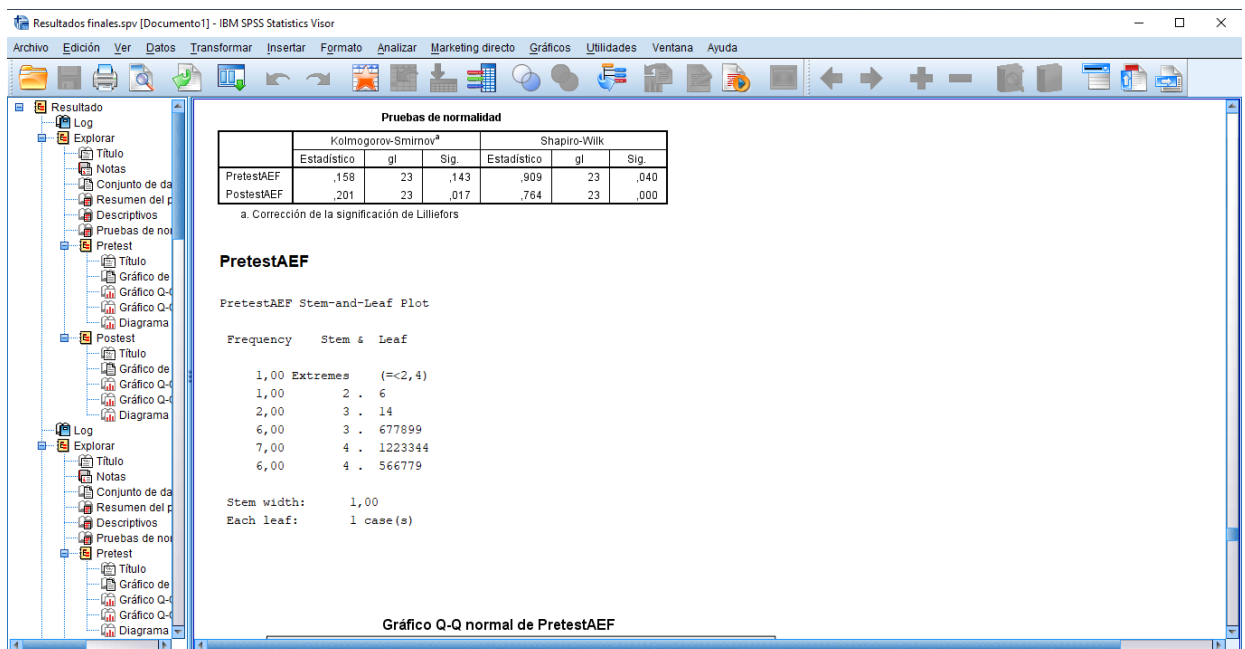 Resultados finales.spv [Documento1] - IBM SPSS Statistics Visor
Archivo Edición Ver Datos Transformar Insertar Formato Analizar Marketing directo Gráficos Utilidades Ventana Ayuda
Resultado
Log
Explorar
Título
Notas
Conjunto de da
Resumen del p
Descriptivos
Pruebas de nor
Pretest
Título
Gráfico de
Gráfico Q-Q
Gráfico Q-Q
Diagrama
Postest
Título
Gráfico de
Gráfico Q-Q
Gráfico Q-Q
Diagrama
Log
Explorar
Título
Notas
Conjunto de da
Resumen del p
Descriptivos
Pruebas de nor
Pretest
Título
Gráfico de
Gráfico Q-Q
Gráfico Q-Q
Diagrama
Pruebas de normalidad
Kolmogorov-Smirnovª Shapiro-Wilk
Estadístico gl Sig. Estadístico gl Sig.
PretestAEF ,158 23 ,143 ,909 23 ,040
PostestAEF ,201 23 ,017 ,764 23 ,000
a. Corrección de la significación de Lilliefors
PretestAEF
PretestAEF Stem-and-Leaf Plot
Frequency Stem & Leaf
1,00 Extremes (=<2,4)
1,00 2 . 6
2,00 3 . 14
6,00 3 . 677899
7,00 4 . 1223344
6,00 4 . 566779
Stem width: 1,00
Each leaf: 1 case(s)
Gráfico Q-Q normal de PretestAEF